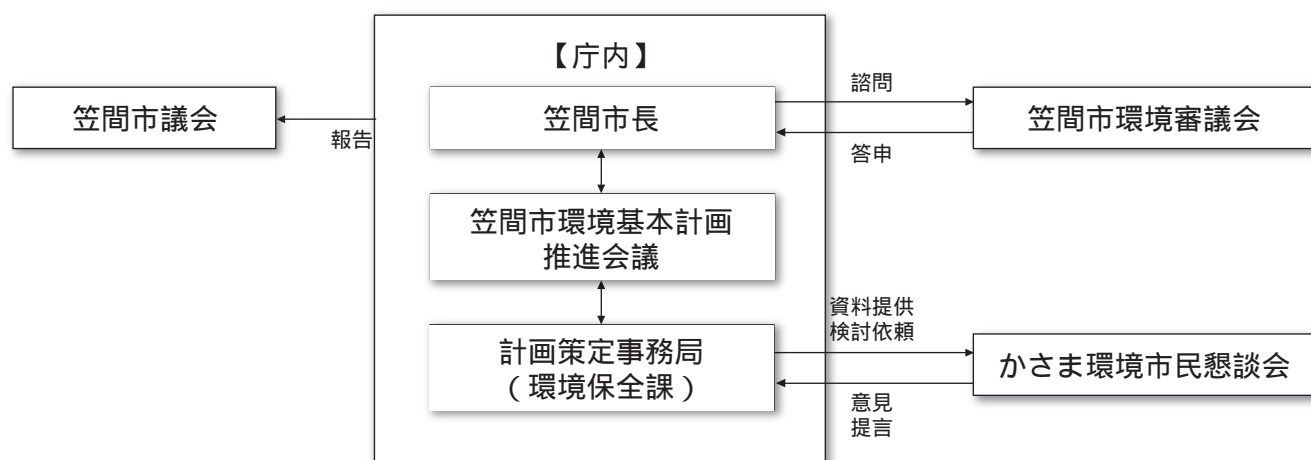 【庁内】
笠間市議会
報告
笠間市長
諮問
答申
笠間市環境審議会
笠間市環境基本計画
推進会議
計画策定事務局
(環境保全課)
資料提供
検討依頼
意見
提言
かさま環境市民懇談会